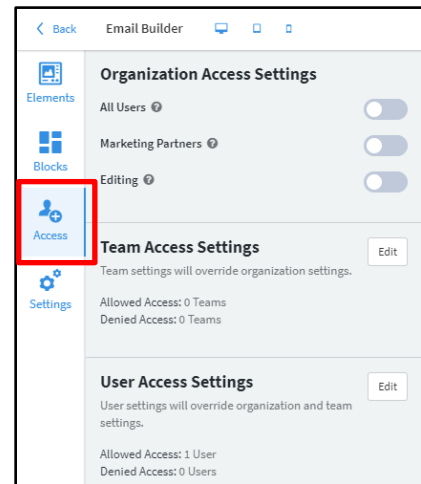 Back
Email Builder
Elements
Blocks
Access
Settings
Organization Access Settings
All Users
Marketing Partners
Editing
Team Access Settings
Edit
Team settings will override organization settings.
Allowed Access: 0 Teams
Denied Access: 0 Teams
User Access Settings
Edit
User settings will override organization and team
settings.
Allowed Access: 1 User
Denied Access: 0 Users